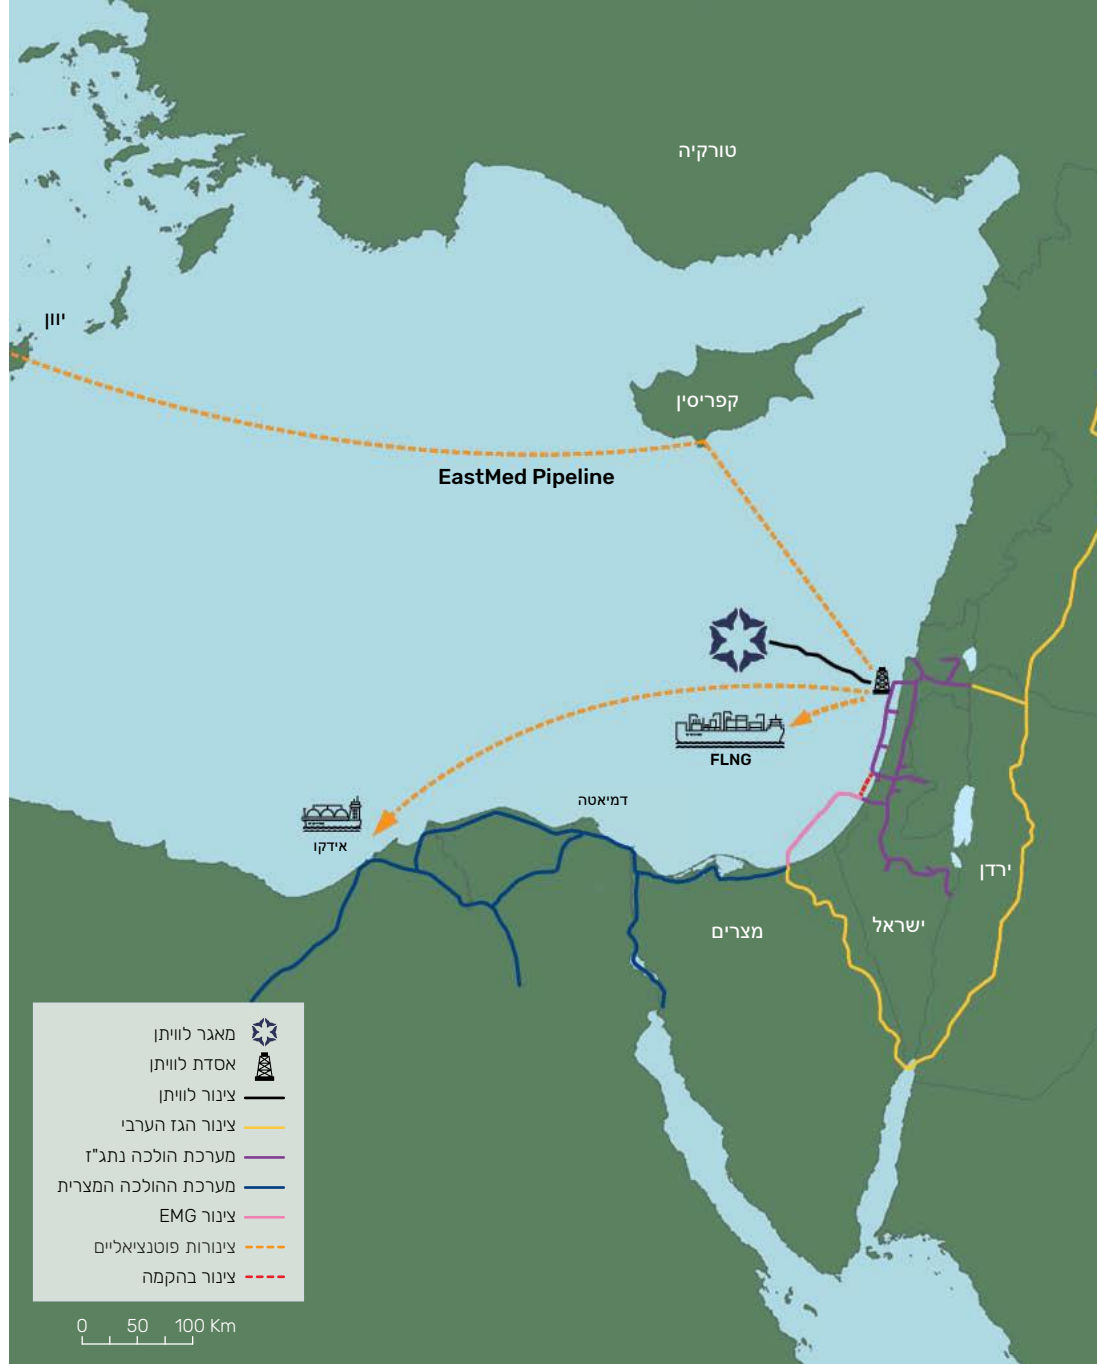 טורקיה
יוון
קפריסין
EastMed Pipeline
FLNG
דמיאטה
אידקו
ירדן
ישראל
מצרים
מאגר לוויתן
אסדת לוויתן
צינור לוויתן
צינור הגז הערבי
מערכת הולכה נתג"ז
מערכת ההולכה המצרית
צינור EMG
צינורות פוטנציאליים
צינור בהקמה
0 50 100 Km